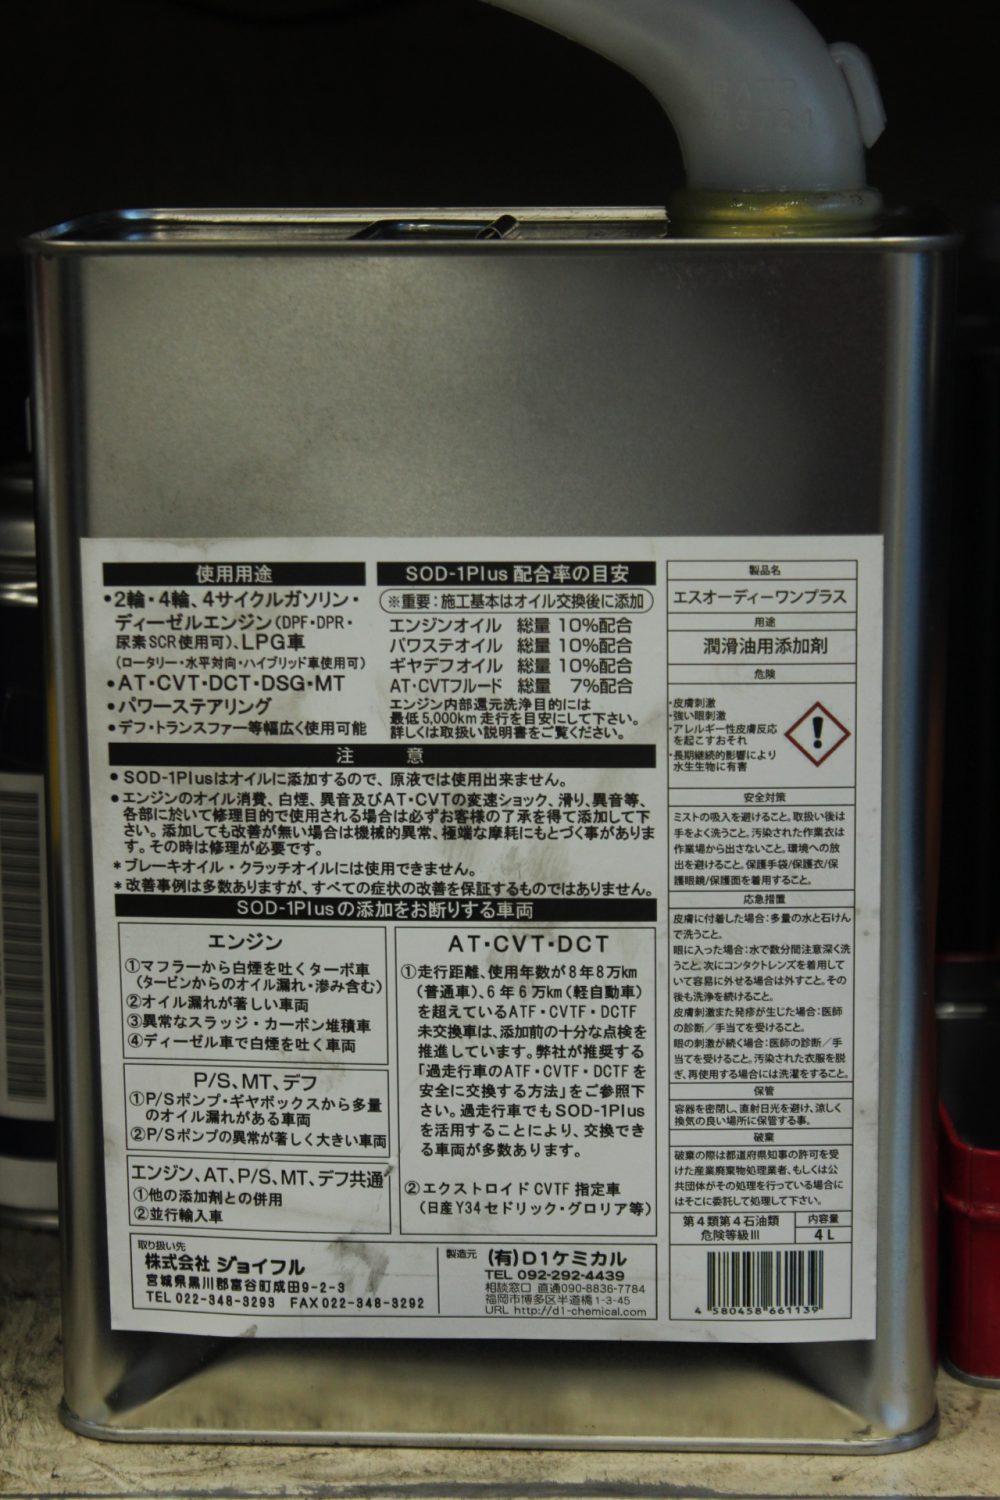 使用用途
•2輪・4輪、4サイクルガソリン・
ディーゼルエンジン(DPF・DPR・
尿素SCR使用可)、LPG車
(ロータリー・水平対向・ハイブリッド車使用可)
•AT・CVT・DCT・DSG・MT
•パワーステアリング
•デフ・トランスファー等幅広く使用可能
SOD-1Plus 配合率の目安
※重要:施工基本はオイル交換後に添加
エンジンオイル 総量 10%配合
パワステオイル 総量 10%配合
ギヤデフオイル 総量 10%配合
AT・CVTフルード 総量 7%配合
エンジン内部還元洗浄目的には
最低5,000km走行を目安にして下さい。
詳しくは取扱い説明書をご覧ください。
注 意
•SOD-1Plusはオイルに添加するので、原液では使用出来ません。
•エンジンのオイル消費、白煙、異音及びAT・CVTの変速ショック、滑り、異音等、
各部に於いて修理目的で使用される場合は必ずお客様の了承を得て添加して下
さい。添加しても改善が無い場合は機械的異常、極端な摩耗にもとづく事がありま
す。その時は修理が必要です。
*ブレーキオイル・クラッチオイルには使用できません。
*改善事例は多数ありますが、すべての症状の改善を保証するものではありません。
SOD-1Plusの添加をお断りする車両
エンジン
①マフラーから白煙を吐くターボ車
(タービンからのオイル漏れ・滲み含む)
②オイル漏れが著しい車両
③異常なスラッジ・カーボン堆積車
④ディーゼル車で白煙を吐く車両
P/S、MT、デフ
①P/Sポンプ・ギヤボックスから多量
のオイル漏れがある車両
②P/Sポンプの異常が著しく大きい車両
エンジン、AT、P/S、MT、デフ共通
①他の添加剤との併用
②並行輸入車
AT・CVT・DCT
①走行距離、使用年数が8年8万km
(普通車)、6年6万km(軽自動車)
を超えているATF・CVTF・DCTF
未交換車は、添加前の十分な点検を
推進しています。弊社が推奨する
「過走行車のATF・CVTF・DCTFを
安全に交換する方法」をご参照下
さい。過走行車でもSOD-1Plus
を活用することにより、交換でき
る車両が多数あります。
②エクストロイドCVTF指定車
(日産Y34セドリック・グロリア等)
取り扱い先
株式会社 ジョイフル
宮城県黒川郡富谷町成田9-2-3
TEL 022-348-3293 FAX 022-348-3292
製造元 (有)D1ケミカル
TEL 092-292-4439
相談窓口 直通090-8836-7784
福岡市博多区半道橋1-3-45
URL http://d1-chemical.com
製品名
エスオーディーワンプラス
用途
潤滑油用添加剤
危険
・皮膚刺激
・強い眼刺激
・アレルギー性皮膚反応
を起こすおそれ
・長期継続的影響により
水生生物に有害
安全対策
ミストの吸入を避けること。取扱い後は
手をよく洗うこと。汚染された作業衣は
作業場から出さないこと。環境への放
出を避けること。保護手袋/保護衣/保
護眼鏡/保護面を着用すること。
応急措置
皮膚に付着した場合:多量の水と石けん
で洗うこと。
眼に入った場合:水で数分間注意深く洗
うこと。次にコンタクトレンズを着用して
いて容易に外せる場合は外すこと。その
後も洗浄を続けること。
皮膚刺激また発疹が生じた場合:医師
の診断/手当てを受けること。
眼の刺激が続く場合:医師の診断/手
当てを受けること。汚染された衣服を脱
ぎ、再使用する場合には洗濯をすること。
保管
容器を密閉し、直射日光を避け、涼しく
換気の良い場所に保管する事。
破棄
破棄の際は都道府県知事の許可を受
けた産業廃棄物処理業者、もしくは公
共団体がその処理を行っている場合に
はそこに委託して処理して下さい。
第4類第4石油類
危険等級Ⅲ
内容量
4L
4 580458 661139